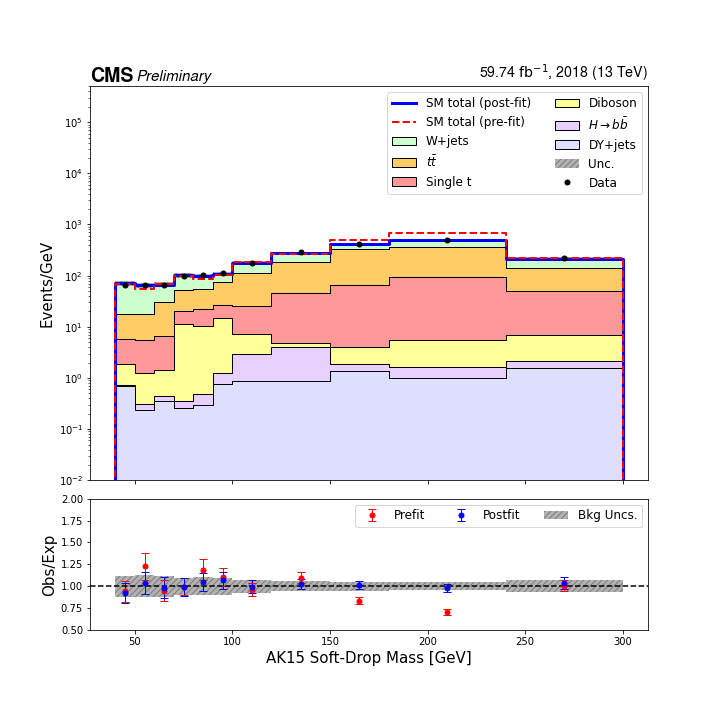 CMS Preliminary
59.74 fb⁻¹, 2018 (13 TeV)
SM total (post-fit)
SM total (pre-fit)
W+jets
tt̄
Single t
Diboson
H→bb̄
DY+jets
Unc.
Data
Events/GeV
10⁵
10⁴
10³
10²
10¹
10⁰
10⁻¹
10⁻²
Prefit
Postfit
Bkg Uncs.
Obs/Exp
2.00
1.75
1.50
1.25
1.00
0.75
0.50
50 100 150 200 250 300
AK15 Soft-Drop Mass [GeV]